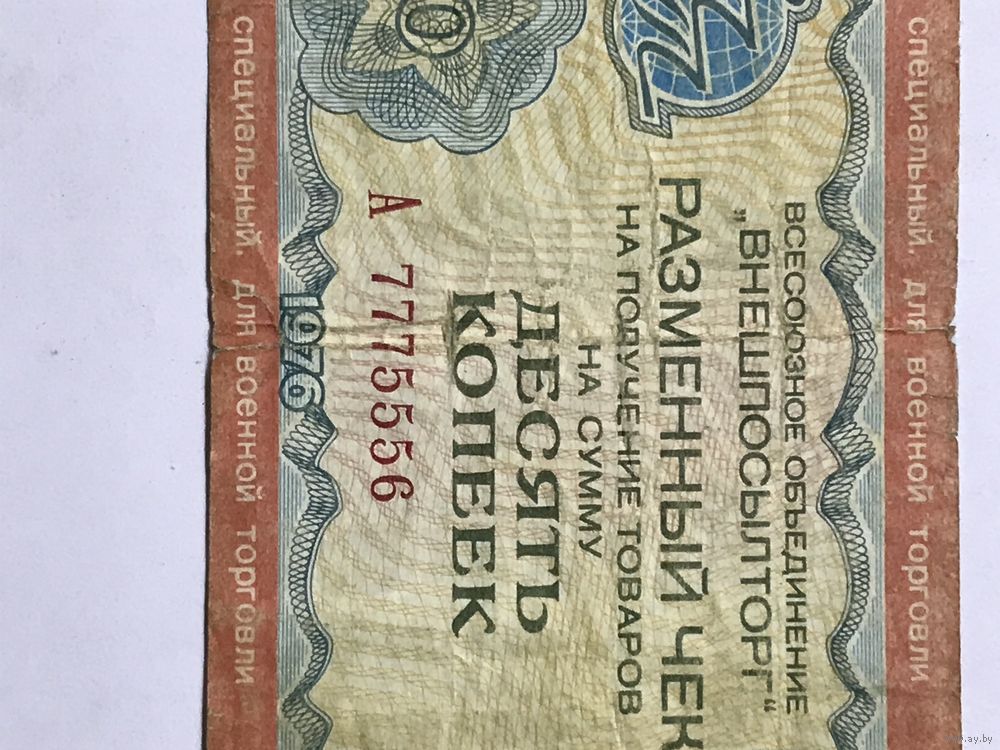 специальный. для военной торговли
ВСЕСОЮЗНОЕ ОБЪЕДИНЕНИЕ
„ВНЕШПОСЫЛТОРГ“
РАЗМЕННЫЙ ЧЕК
НА ПОЛУЧЕНИЕ ТОВАРОВ
НА СУММУ
ДЕСЯТЬ
КОПЕЕК
А 7775556
1976
специальный. для военной торговли